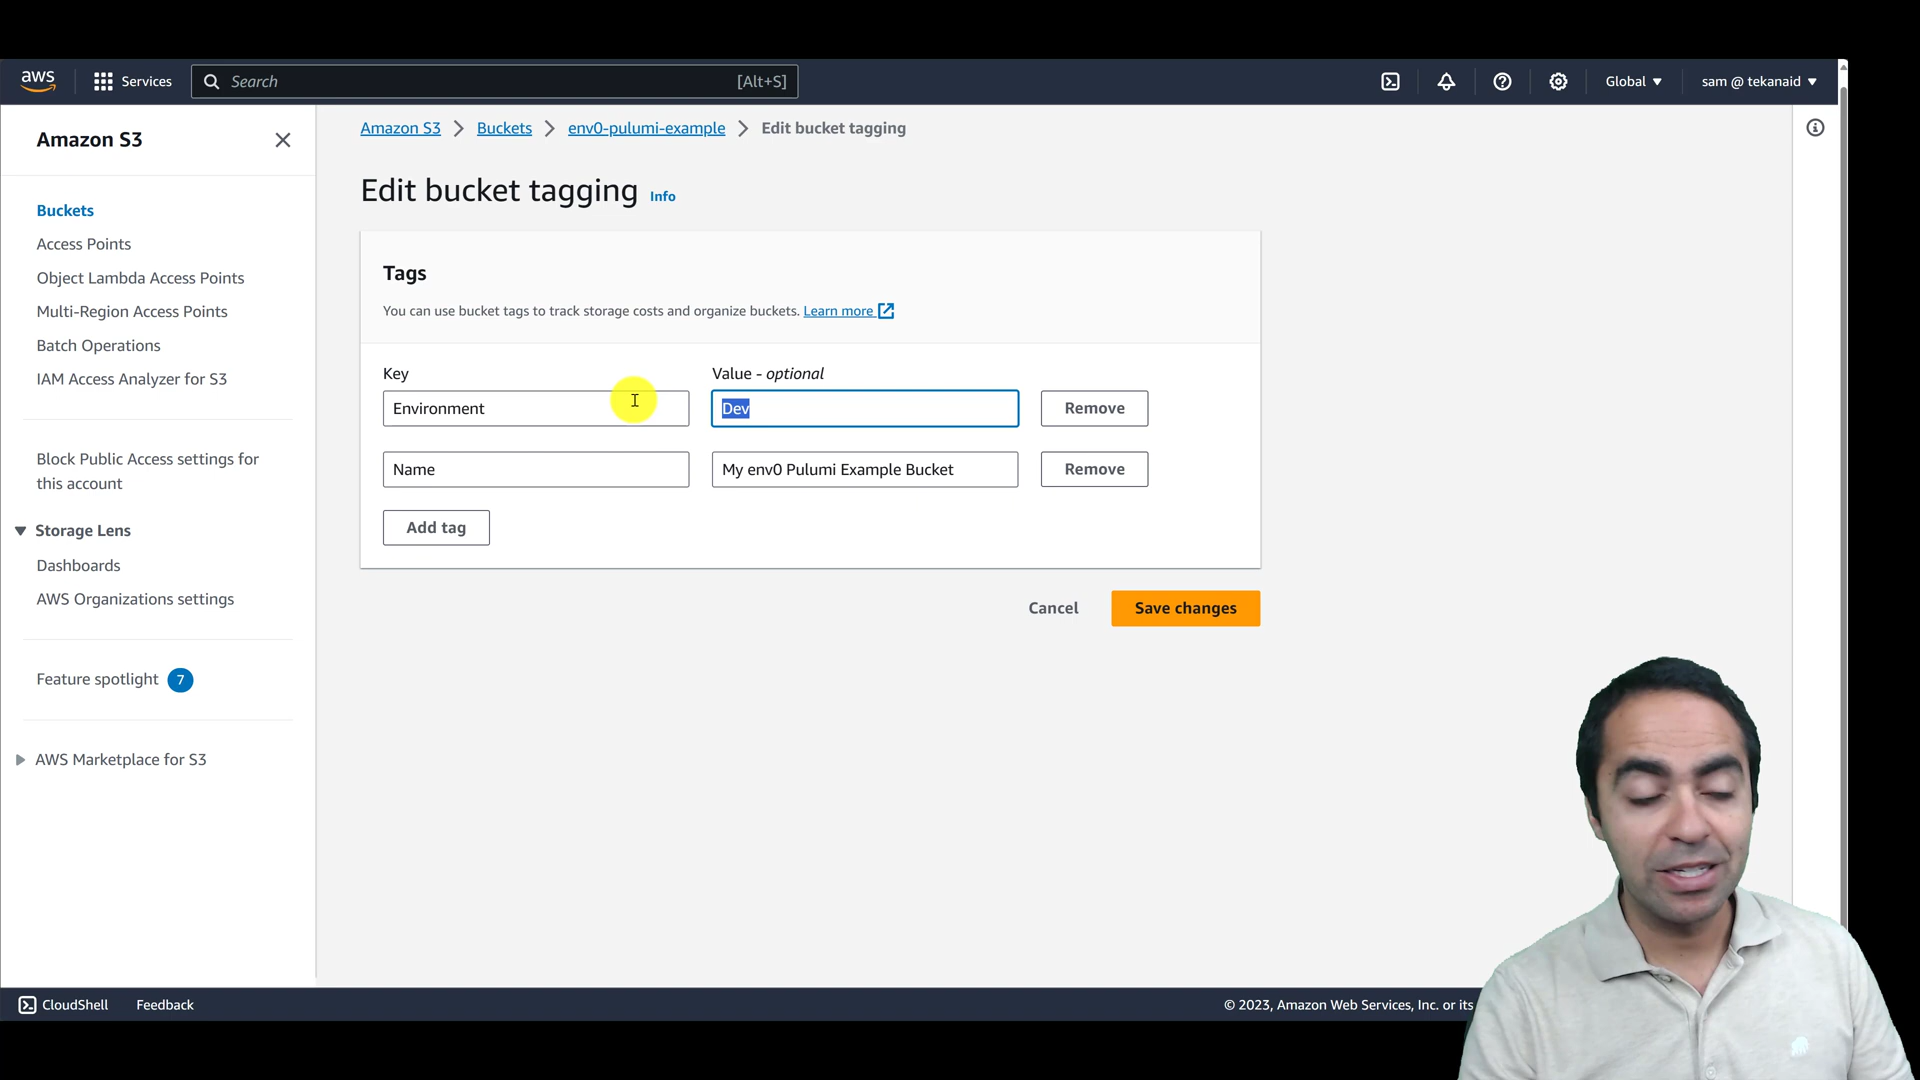 aws
Services
Search
[Alt+S]
Global
sam @ tekanaid
Amazon S3
Buckets
Access Points
Object Lambda Access Points
Multi-Region Access Points
Batch Operations
IAM Access Analyzer for S3
Block Public Access settings for
this account
Storage Lens
Dashboards
AWS Organizations settings
Feature spotlight 7
AWS Marketplace for S3
Amazon S3 > Buckets > env0-pulumi-example > Edit bucket tagging
Edit bucket tagging Info
Tags
You can use bucket tags to track storage costs and organize buckets. Learn more
Key
Value - optional
Environment
Dev
Remove
Name
My env0 Pulumi Example Bucket
Remove
Add tag
Cancel
Save changes
CloudShell
Feedback
© 2023, Amazon Web Services, Inc. or its